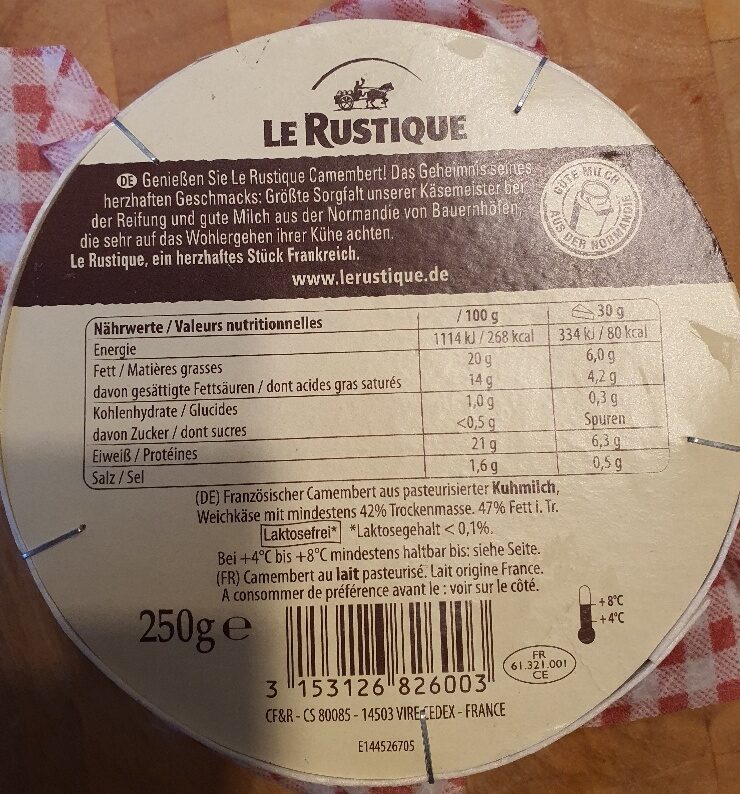 LE RUSTIQUE
DE Genießen Sie Le Rustique Camembert! Das Geheimnis seines
herzhaften Geschmacks: Größte Sorgfalt unserer Käsemeister bei
der Reifung und gute Milch aus der Normandie von Bauernhöfen,
die sehr auf das Wohlergehen ihrer Kühe achten.
Le Rustique, ein herzhaftes Stück Frankreich.
GUTE MILCH
AUS DER NORMANDIE
www.lerustique.de
Nährwerte / Valeurs nutritionnelles / 100 g 30 g
Energie 1114 kJ / 268 kcal 334 kJ / 80 kcal
Fett / Matières grasses 20 g 6,0 g
davon gesättigte Fettsäuren / dont acides gras saturés 14 g 4,2 g
Kohlenhydrate / Glucides 1,0 g 0,3 g
davon Zucker / dont sucres <0,5 g Spuren
Eiweiß / Protéines 21 g 6,3 g
Salz / Sel 1,6 g 0,5 g
(DE) Französischer Camembert aus pasteurisierter Kuhmilch,
Weichkäse mit mindestens 42% Trockenmasse. 47% Fett i. Tr.
Laktosefrei* *Laktosegehalt < 0,1%.
Bei +4°C bis +8°C mindestens haltbar bis: siehe Seite.
(FR) Camembert au lait pasteurisé. Lait origine France.
A consommer de préférence avant le : voir sur le côté.
250g e
+8°C
+4°C
FR
61.321.001
CE
3 153126 826003
CF&R - CS 80085 - 14503 VIRE CEDEX - FRANCE
E144526705